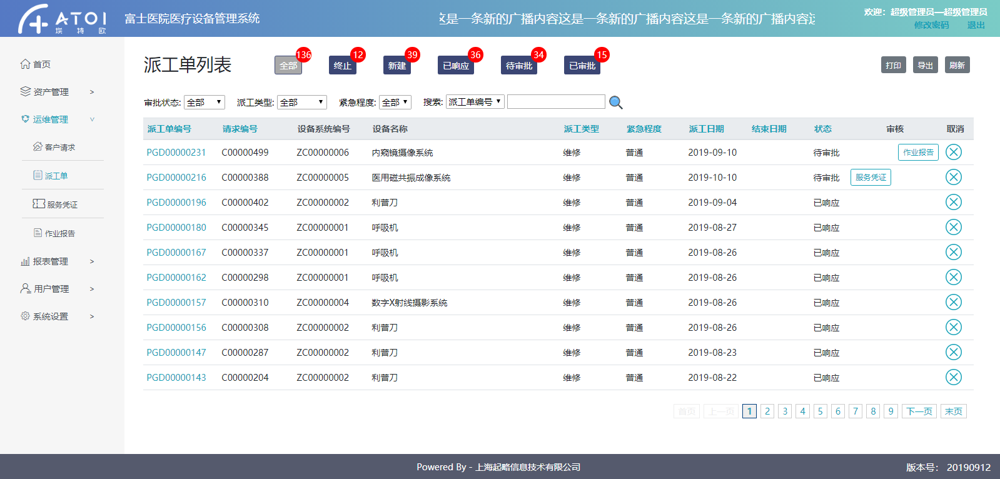 ATOI
埃特欧
富士医院医疗设备管理系统
这是一条新的广播内容这是一条新的广播内容这是一条新的广播内容这
欢迎：超级管理员—超级管理员
修改密码 退出
首页
资产管理 >
运维管理 v
客户请求
派工单
服务凭证
作业报告
报表管理 >
用户管理 >
系统设置 >
派工单列表
全部 136
终止 12
新建 39
已响应 36
待审批 34
已审批 15
打印 导出 刷新
审批状态: 全部 派工类型: 全部 紧急程度: 全部 搜索: 派工单编号
派工单编号 请求编号 设备系统编号 设备名称 派工类型 紧急程度 派工日期 结束日期 状态 审核 取消
PGD00000231 C00000499 ZC00000006 内窥镜摄像系统 维修 普通 2019-09-10 待审批 作业报告
PGD00000216 C00000388 ZC00000005 医用磁共振成像系统 维修 普通 2019-10-10 待审批 服务凭证
PGD00000196 C00000402 ZC00000002 利普刀 维修 普通 2019-09-04 已响应
PGD00000180 C00000345 ZC00000001 呼吸机 维修 普通 2019-08-27 已响应
PGD00000167 C00000337 ZC00000001 呼吸机 维修 普通 2019-08-26 已响应
PGD00000162 C00000298 ZC00000001 呼吸机 维修 普通 2019-08-26 已响应
PGD00000157 C00000310 ZC00000004 数字X射线摄影系统 维修 普通 2019-08-26 已响应
PGD00000156 C00000308 ZC00000002 利普刀 维修 普通 2019-08-26 已响应
PGD00000147 C00000287 ZC00000002 利普刀 维修 普通 2019-08-23 已响应
PGD00000143 C00000204 ZC00000002 利普刀 维修 普通 2019-08-22 已响应
首页 上一页 1 2 3 4 5 6 7 8 9 下一页 末页
Powered By - 上海起略信息技术有限公司
版本号： 20190912